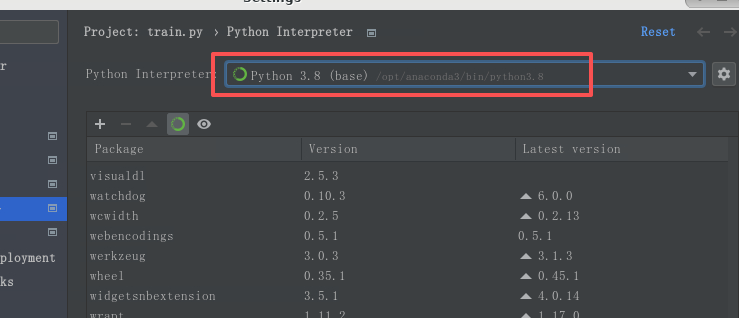 Settings
Project: train.py › Python Interpreter Reset ← →
Python Interpreter: Python 3.8 (base) /opt/anaconda3/bin/python3.8
Package Version Latest version
visualdl 2.5.3
watchdog 0.10.3 6.0.0
wcwidth 0.2.5 0.2.13
webencodings 0.5.1 0.5.1
ployment werkzeug 3.0.3 3.1.3
ks wheel 0.35.1 0.45.1
widgetsnbextension 3.5.1 4.0.14
wrapt 1.11.2 1.17.0